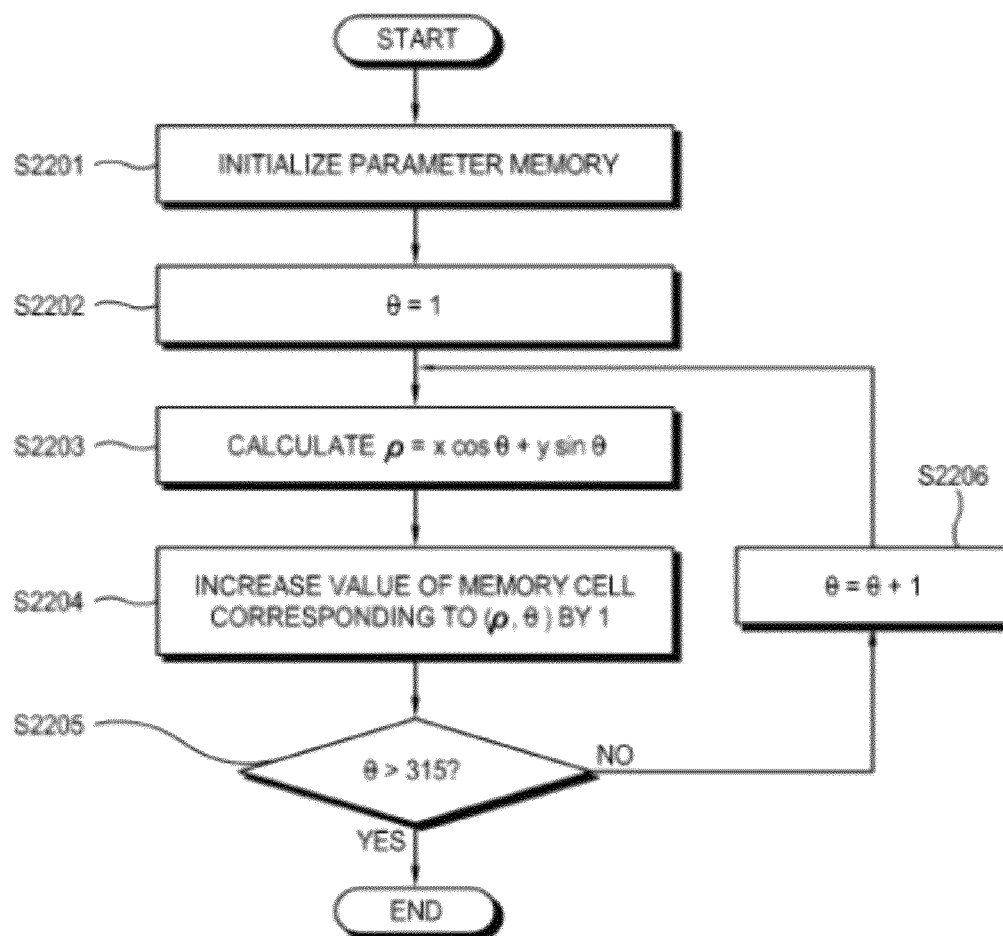 START
S2201
INITIALIZE PARAMETER MEMORY
S2202
θ = 1
S2203
CALCULATE ρ = x cos θ + y sin θ
S2206
θ = θ + 1
S2204
INCREASE VALUE OF MEMORY CELL
CORRESPONDING TO (ρ, θ) BY 1
S2205
θ > 315?
NO
YES
END